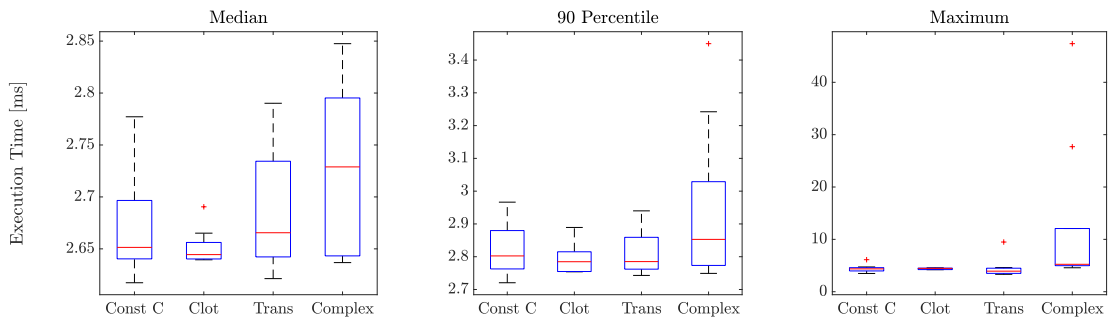 Median
90 Percentile
Maximum
Execution Time [ms]
2.85
2.8
2.75
2.7
2.65
Const C Clot Trans Complex
3.4
3.3
3.2
3.1
3
2.9
2.8
2.7
Const C Clot Trans Complex
40
30
20
10
0
Const C Clot Trans Complex